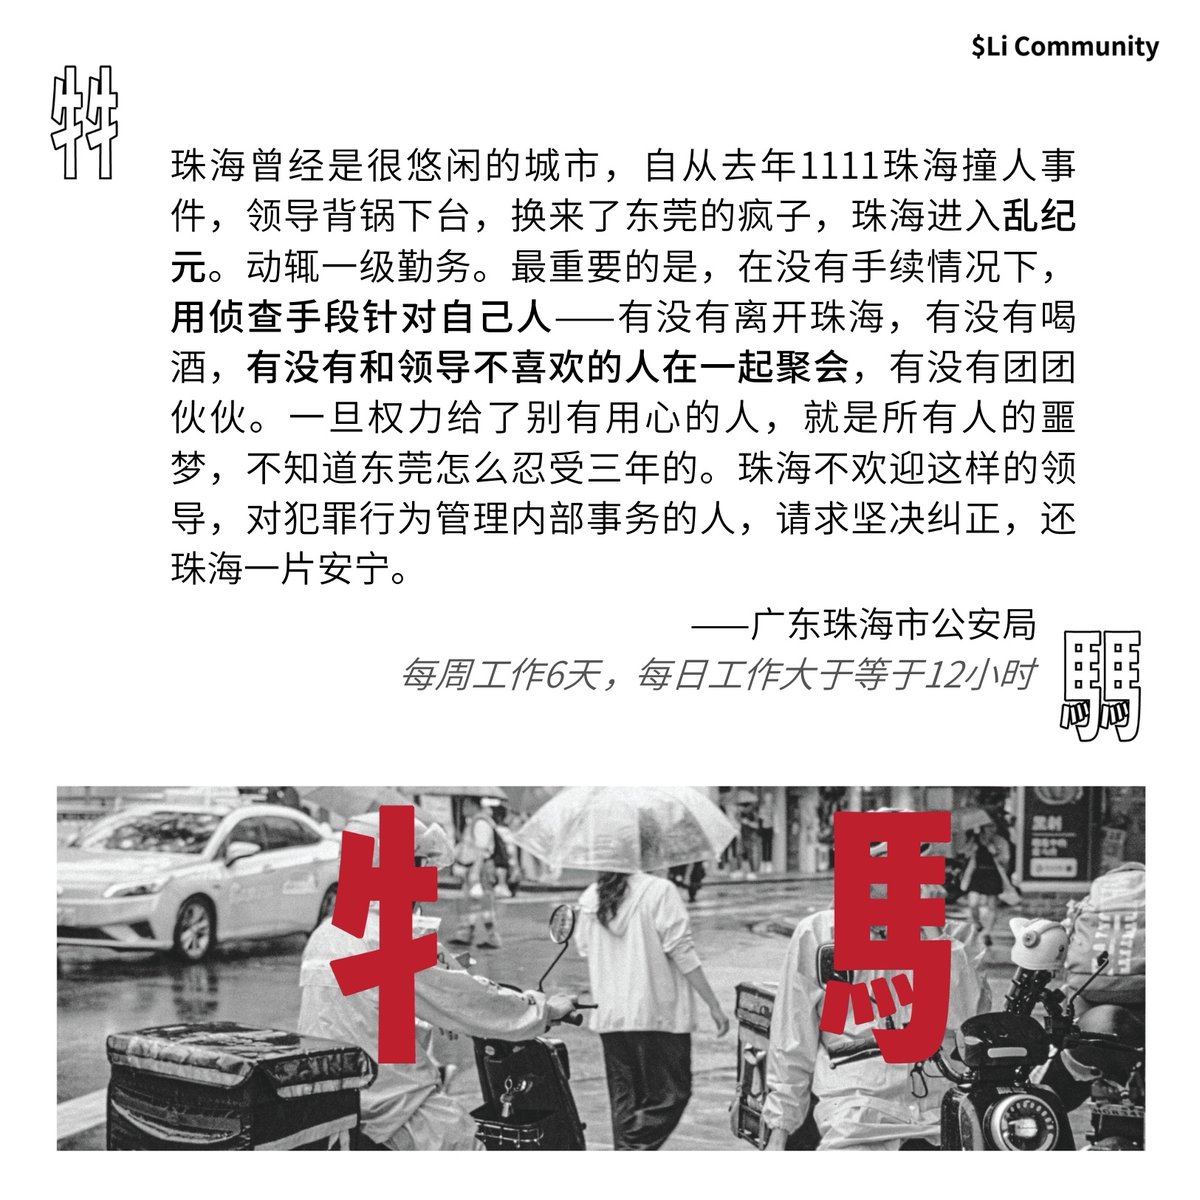 $Li Community
牜牜
珠海曾经是很悠闲的城市，自从去年1111珠海撞人事
件，领导背锅下台，换来了东莞的疯子，珠海进入乱纪
元。动辄一级勤务。最重要的是，在没有手续情况下，
用侦查手段针对自己人——有没有离开珠海，有没有喝
酒，有没有和领导不喜欢的人在一起聚会，有没有团团
伙伙。一旦权力给了别有用心的人，就是所有人的噩
梦，不知道东莞怎么忍受三年的。珠海不欢迎这样的领
导，对犯罪行为管理内部事务的人，请求坚决纠正，还
珠海一片安宁。
——广东珠海市公安局
每周工作6天，每日工作大于等于12小时
馬馬
牜 馬